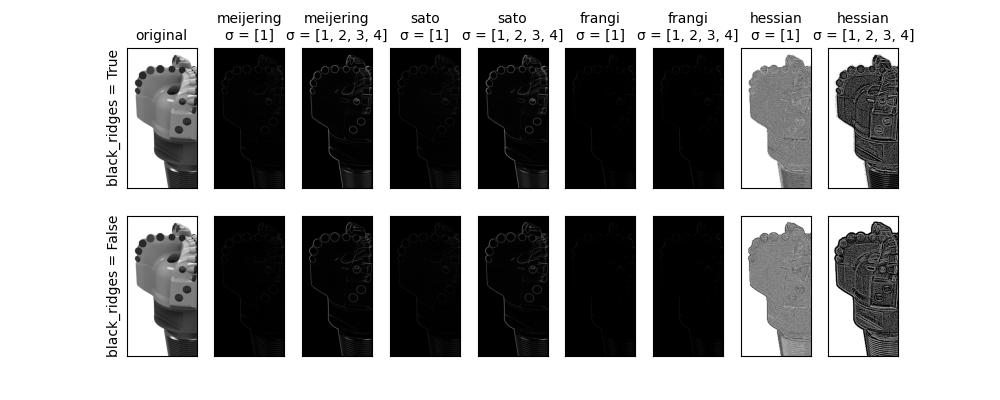 original
meijering
σ = [1]
meijering
σ = [1, 2, 3, 4]
sato
σ = [1]
sato
σ = [1, 2, 3, 4]
frangi
σ = [1]
frangi
σ = [1, 2, 3, 4]
hessian
σ = [1]
hessian
σ = [1, 2, 3, 4]
black_ridges = True
black_ridges = False